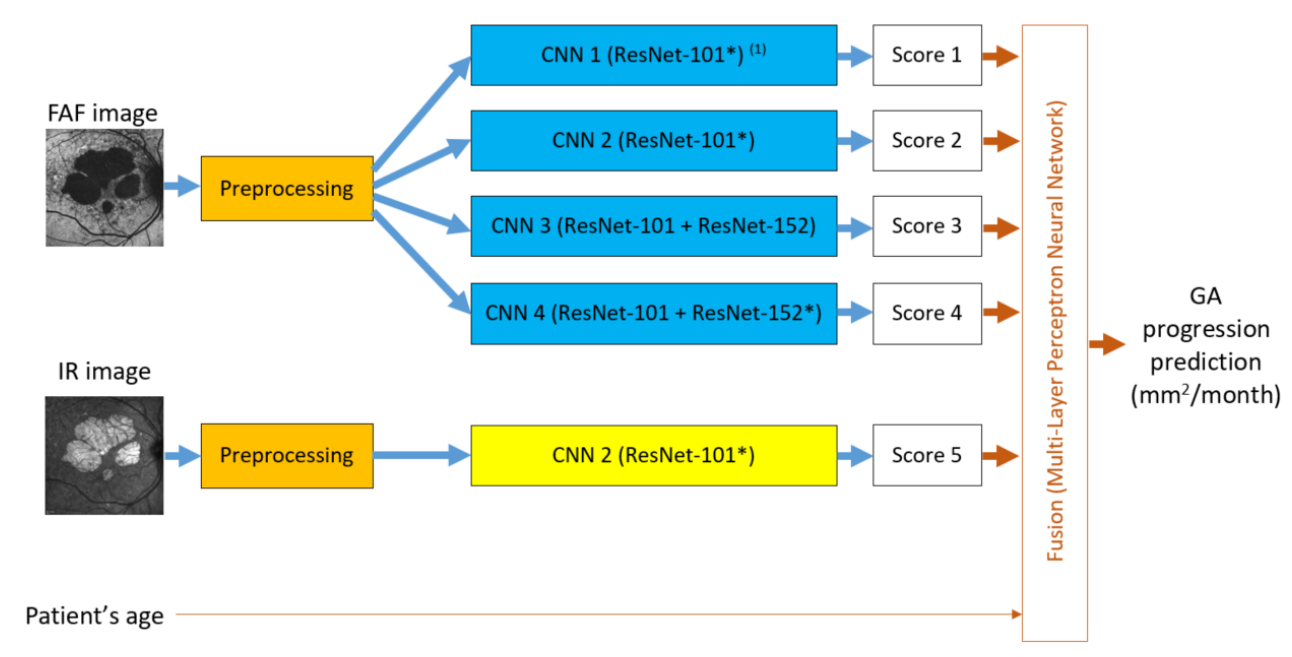 FAF image
Preprocessing
CNN 1 (ResNet-101*) (1)
Score 1
CNN 2 (ResNet-101*)
Score 2
CNN 3 (ResNet-101 + ResNet-152)
Score 3
CNN 4 (ResNet-101 + ResNet-152*)
Score 4
IR image
Preprocessing
CNN 2 (ResNet-101*)
Score 5
Patient's age
Fusion (Multi-Layer Perceptron Neural Network)
GA
progression
prediction
(mm²/month)